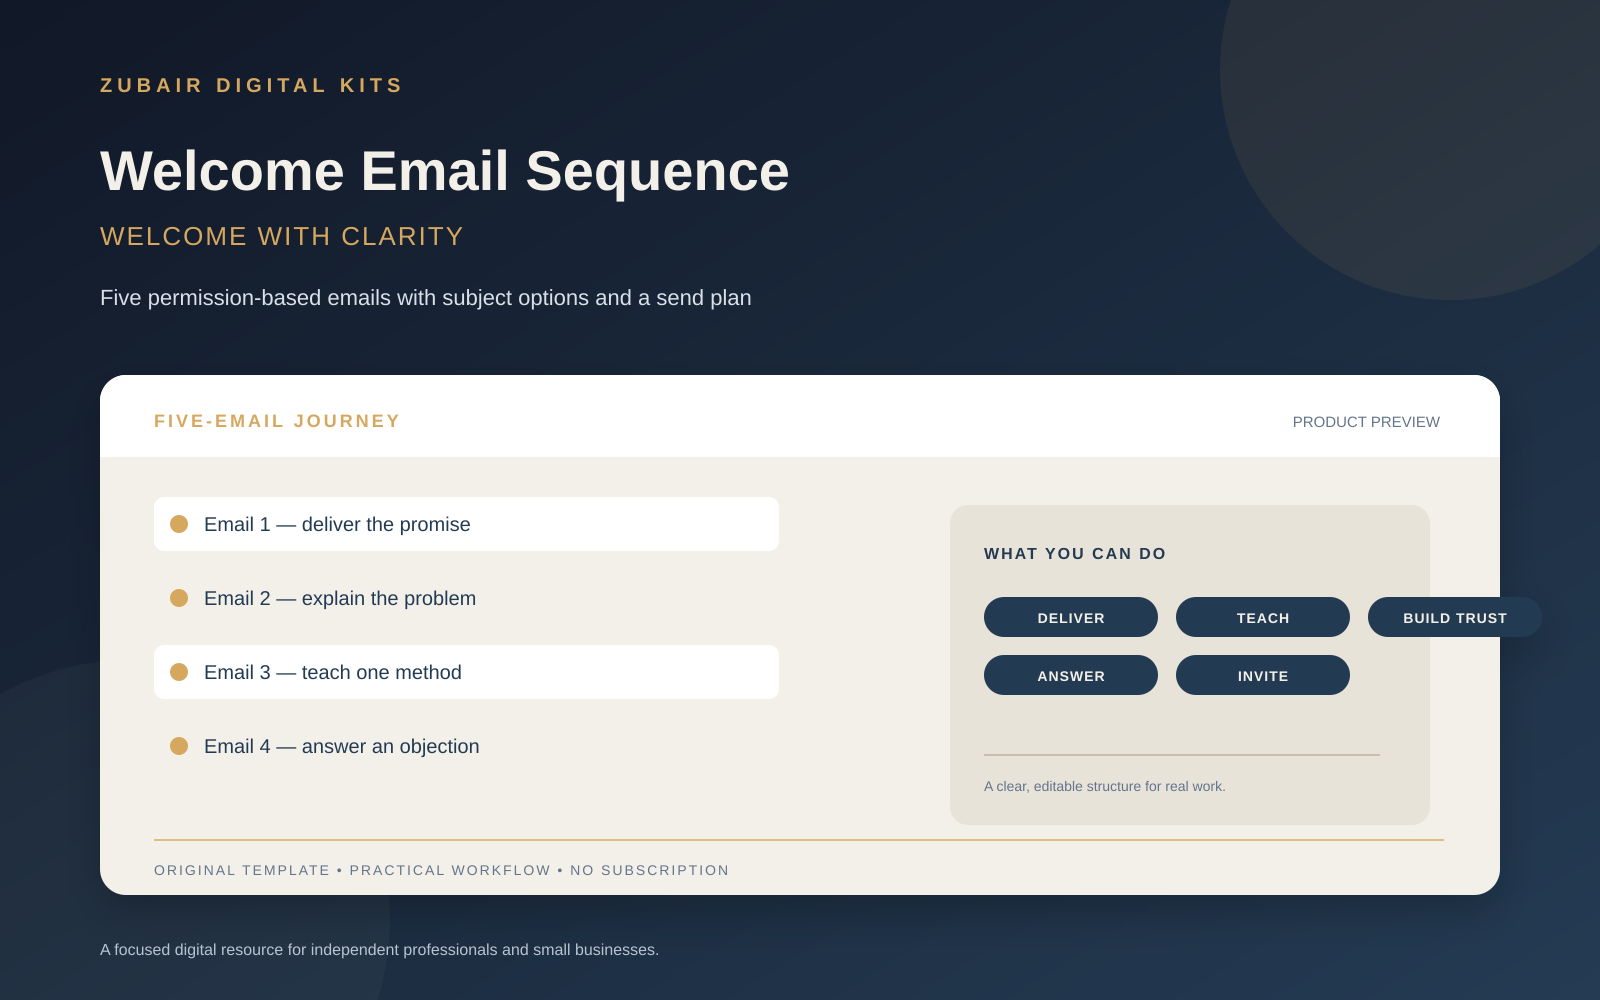 ZUBAIR DIGITAL KITS
Welcome Email Sequence
WELCOME WITH CLARITY
Five permission-based emails with subject options and a send plan
FIVE-EMAIL JOURNEY
PRODUCT PREVIEW
Email 1 — deliver the promise
Email 2 — explain the problem
Email 3 — teach one method
Email 4 — answer an objection
WHAT YOU CAN DO
DELIVER TEACH BUILD TRUST
ANSWER INVITE
A clear, editable structure for real work.
ORIGINAL TEMPLATE • PRACTICAL WORKFLOW • NO SUBSCRIPTION
A focused digital resource for independent professionals and small businesses.